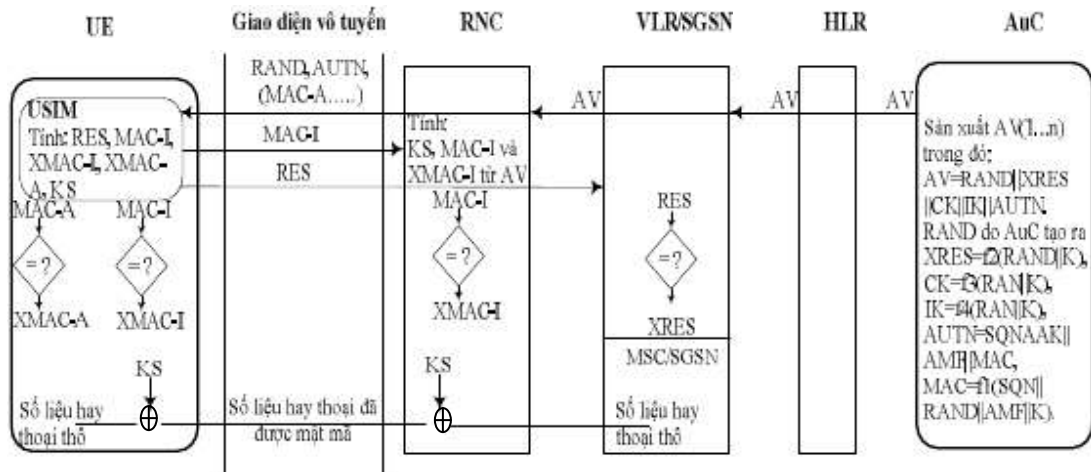 UE
Giao diện vô tuyến
RNC
VLR/SGSN
HLR
AuC
RAND,AUTN,
(MAC-A.....)
MAC-I
RES
AV
AV
AV
USIM
Tính: RES, MAC-I,
XMAC-I, XMAC-
A, KS
MAC-A
MAC-I
=?
=?
XMAC-A
XMAC-I
KS
Số liệu hay
thoại thô
Số liệu hay thoại đã
được mật mã
Tính:
KS, MAC-I và
XMAC-I từ AV
MAC-I
=?
XMAC-I
KS
RES
=?
XRES
MSC/SGSN
Số liệu hay
thoại thô
Sản xuất AV(1...n)
trong đó:
AV=RAND||XRES
||CK||IK||AUTN.
RAND do AuC tạo ra
XRES=f2(RAND||K),
CK=f3(RAN||K),
IK=f4(RAN||K),
AUTN=SQNAAK||
AMF||MAC,
MAC=f1(SQN||
RAND||AMF||K).